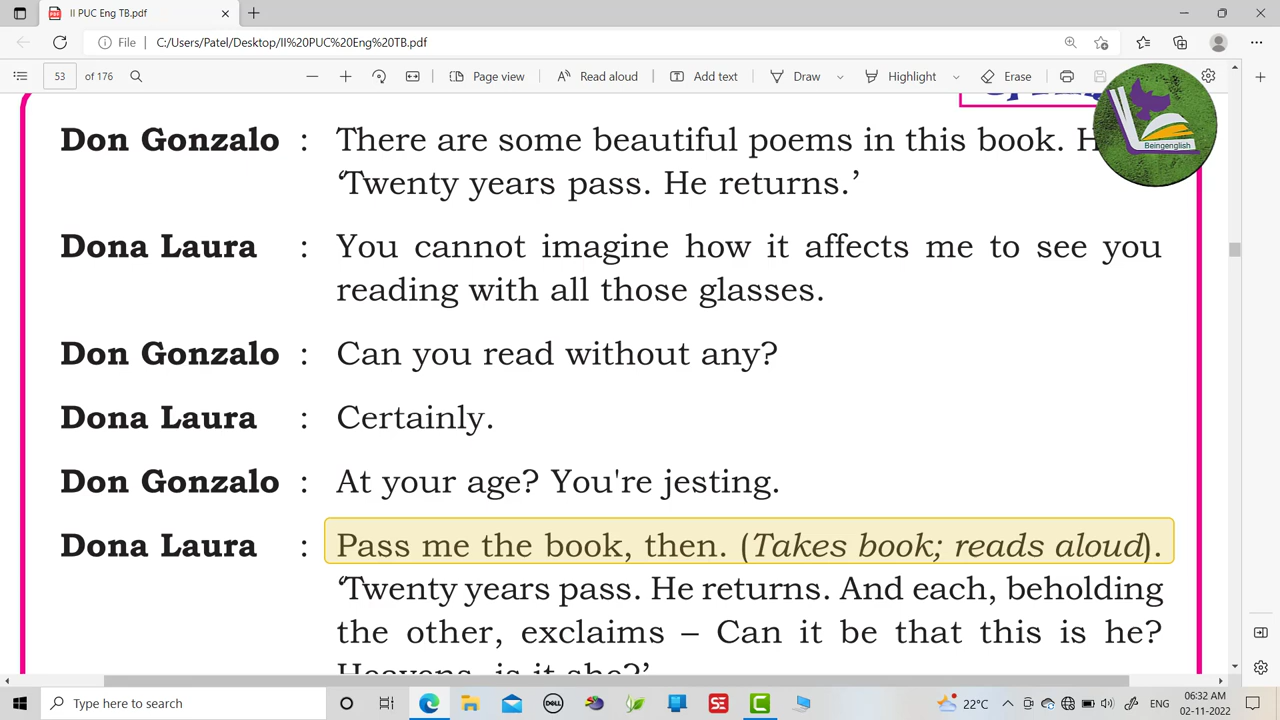 II PUC Eng TB.pdf
File C:/Users/Patel/Desktop/II%20PUC%20Eng%20TB.pdf
53 of 176 Page view Read aloud Add text Draw Highlight Erase
Don Gonzalo : There are some beautiful poems in this book.
‘Twenty years pass. He returns.’
Beingenglish
Dona Laura : You cannot imagine how it affects me to see you
reading with all those glasses.
Don Gonzalo : Can you read without any?
Dona Laura : Certainly.
Don Gonzalo : At your age? You're jesting.
Dona Laura : Pass me the book, then. (Takes book; reads aloud).
‘Twenty years pass. He returns. And each, beholding
the other, exclaims – Can it be that this is he?
Heavens, is it she?’
Type here to search
22°C ENG 06:32 AM
02-11-2022